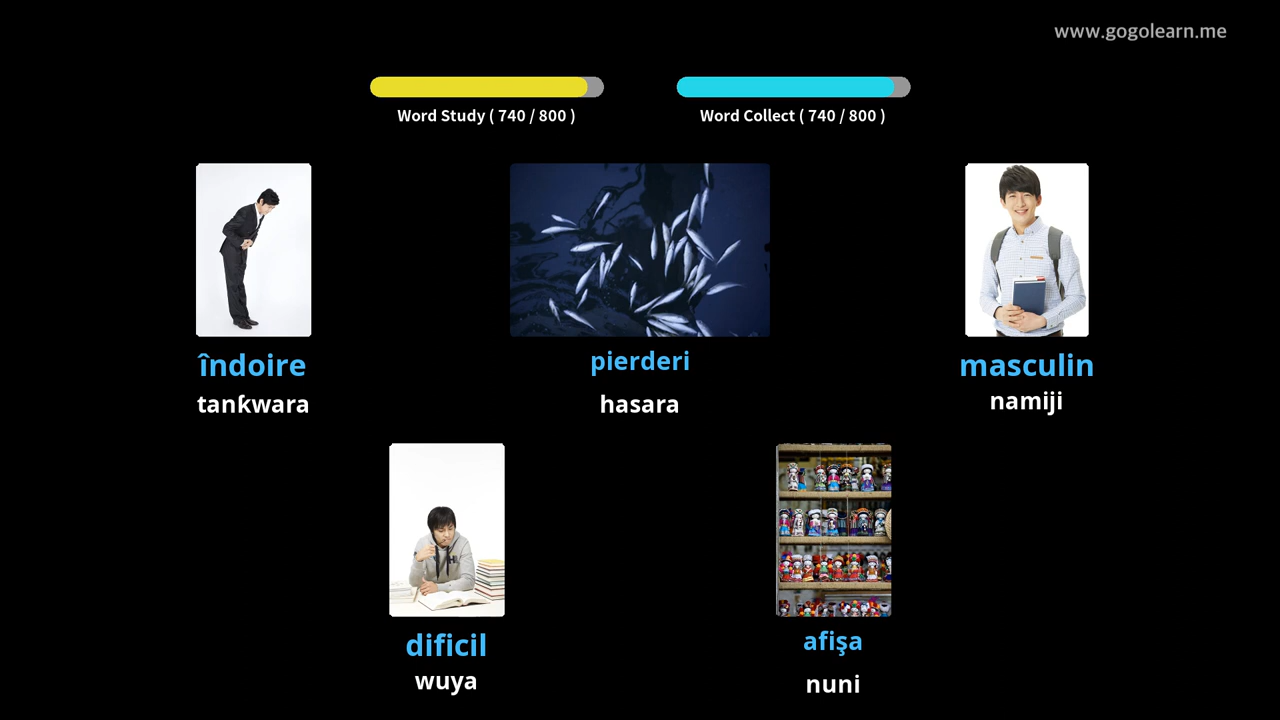 www.gogolearn.me
Word Study ( 740 / 800 )
Word Collect ( 740 / 800 )
îndoire
tanƙwara
pierderi
hasara
masculin
namiji
dificil
wuya
afişa
nuni